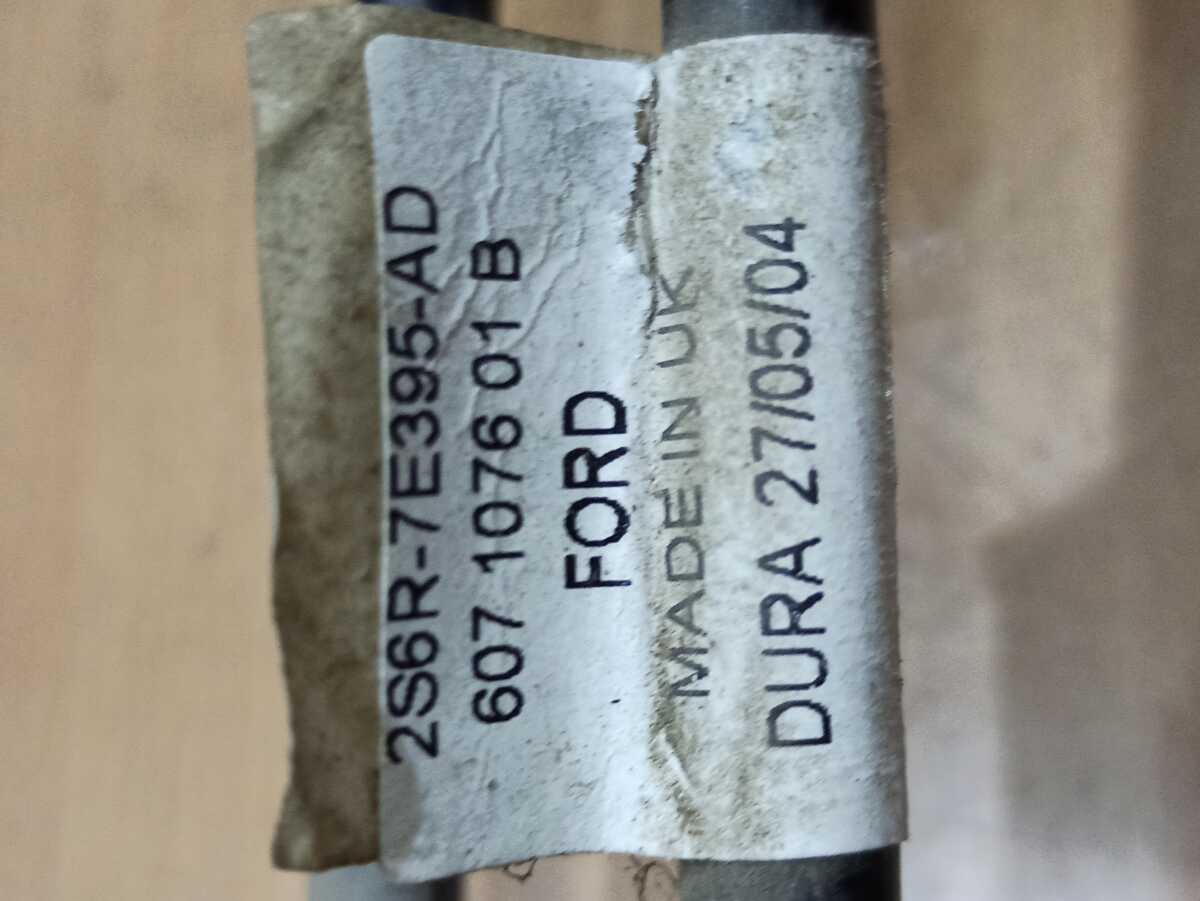 2S6R-7E395-AD
607 1076 01 B
FORD
MADE IN UK
DURA 27/05/04